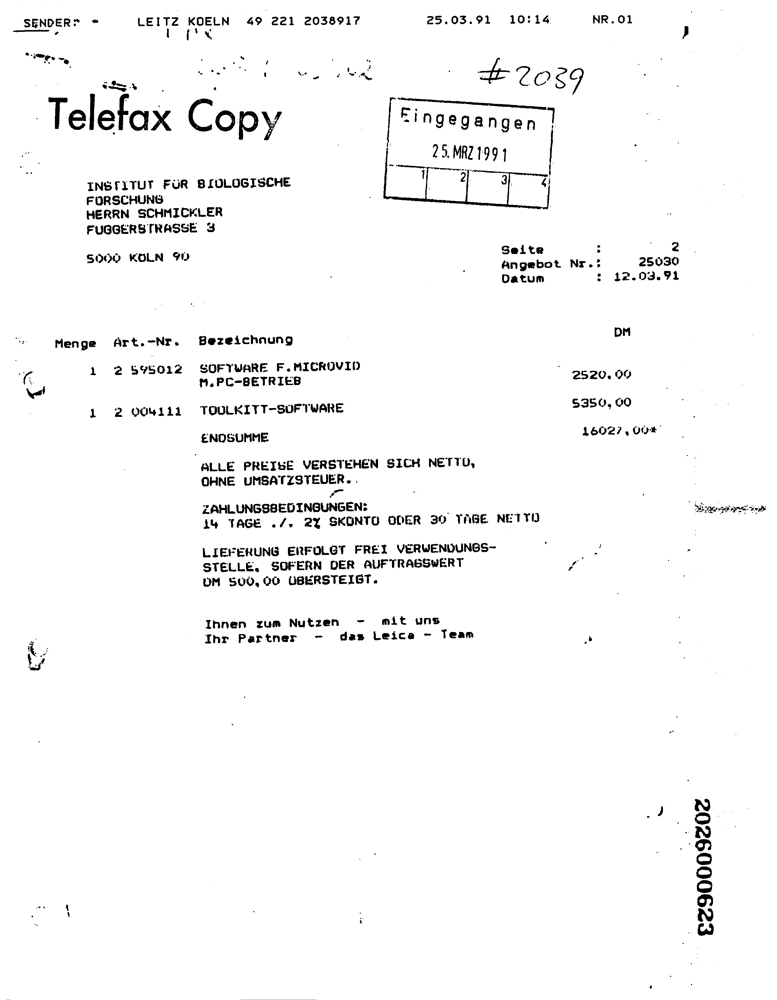 SENDER: - LEITZ KOELN 49 221 2038917 25.03.91 10:14 NR.01
#2039
Telefax Copy
Eingegangen
25. MRZ 1991
1 2 3 4
INSTITUT FÜR BIOLOGISCHE
FORSCHUNG
HERRN SCHMICKLER
FUGGERSTRASSE 3
5000 KÖLN 90
Seite : 2
Angebot Nr.: 25030
Datum : 12.03.91
DM
Menge Art.-Nr. Bezeichnung
1 2 595012 SOFTWARE F.MICROVID 2520,00
M.PC-BETRIEB
1 2 004111 TOOLKITT-SOFTWARE 5350,00
ENDSUMME 16027,00*
ALLE PREISE VERSTEHEN SICH NETTO,
OHNE UMSATZSTEUER.
ZAHLUNGSBEDINGUNGEN:
14 TAGE ./. 2% SKONTO ODER 30 TAGE NETTO
LIEFERUNG ERFOLGT FREI VERWENDUNGS-
STELLE, SOFERN DER AUFTRAGSWERT
DM 500,00 ÜBERSTEIGT.
Ihnen zum Nutzen - mit uns
Ihr Partner - das Leica - Team
2026000623